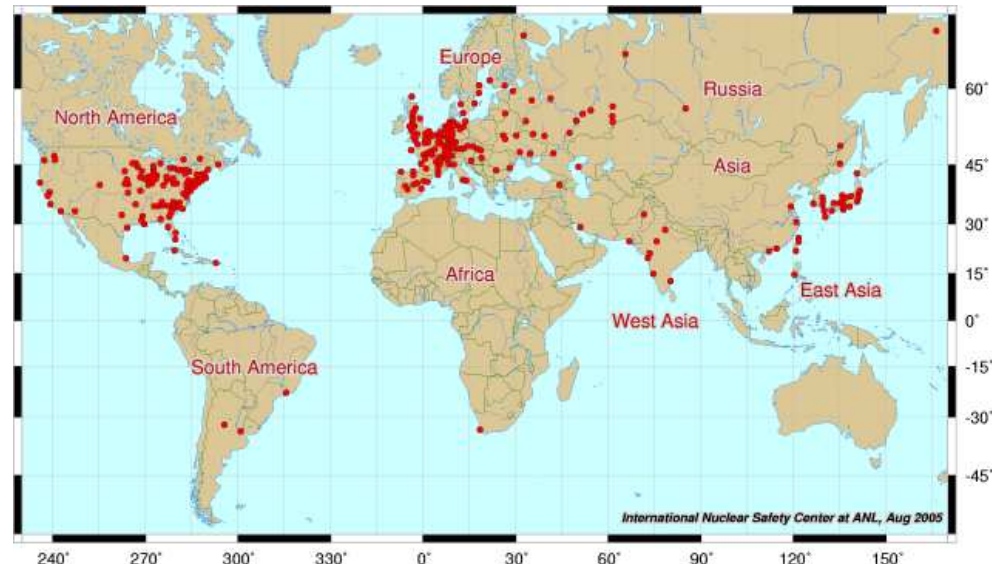 Europe
Russia
60°
North America
Asia
45°
30°
Africa
15°
East Asia
West Asia
0°
South America
-15°
-30°
-45°
International Nuclear Safety Center at ANL, Aug 2005
240° 270° 300° 330° 0° 30° 60° 90° 120° 150°